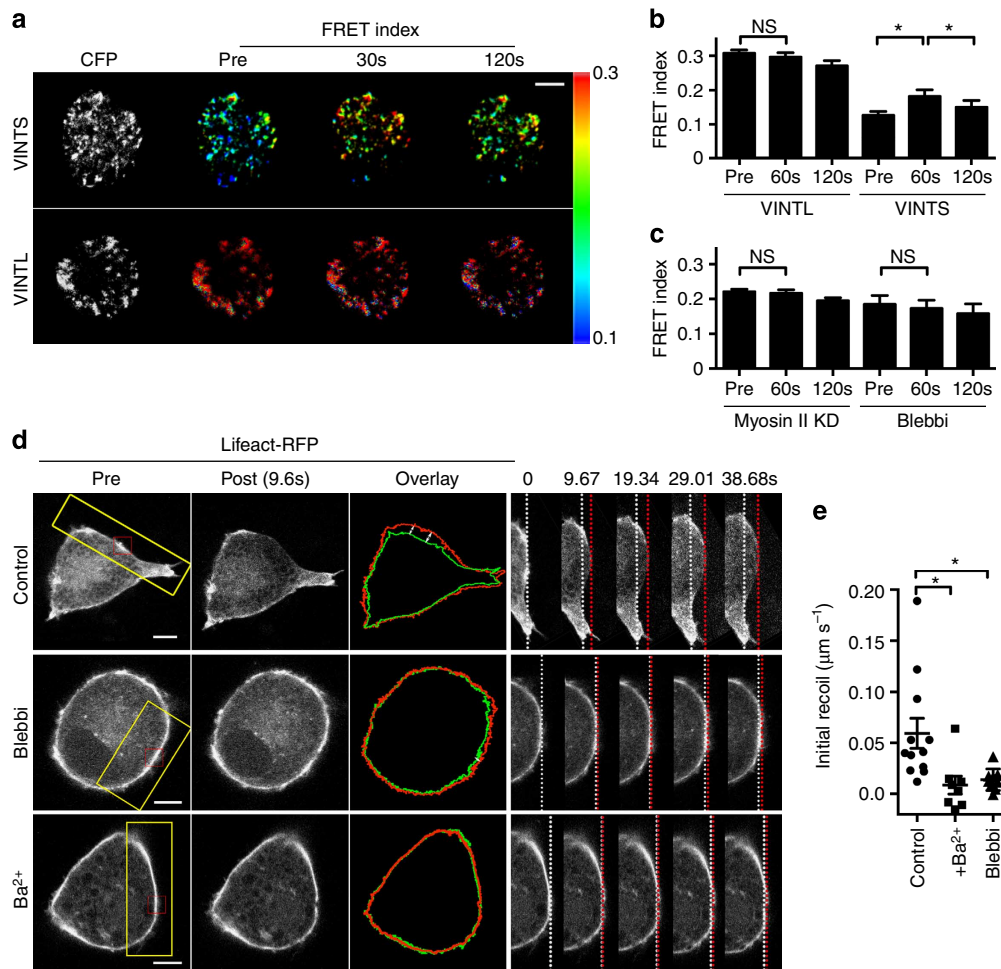 a
FRET index
CFP Pre 30s 120s
VINTS
VINTL
0.3
0.1
b
NS * *
FRET index
0.3
0.2
0.1
0
Pre 60s 120s Pre 60s 120s
VINTL VINTS
c
NS NS
FRET index
0.3
0.2
0.1
0
Pre 60s 120s Pre 60s 120s
Myosin II KD Blebbi
d
Lifeact-RFP
Pre Post (9.6s) Overlay 0 9.67 19.34 29.01 38.68s
Control
Blebbi
Ba²⁺
e
*
*
Initial recoil (μm s⁻¹)
0.20
0.15
0.10
0.05
0.0
Control
+Ba²⁺
Blebbi